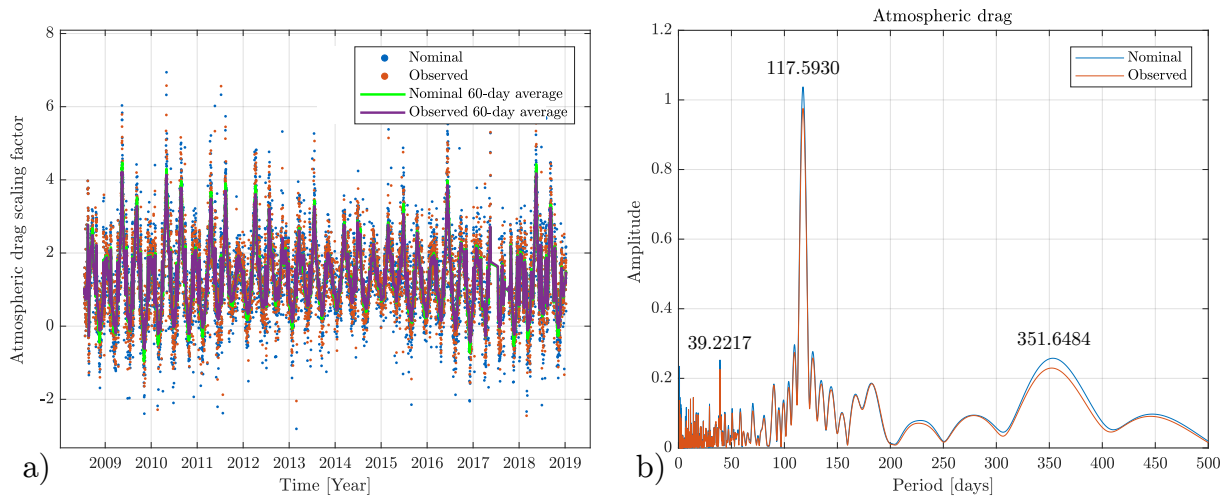 8
6
4
2
0
-2
Atmospheric drag scaling factor
Nominal
Observed
Nominal 60-day average
Observed 60-day average
2009 2010 2011 2012 2013 2014 2015 2016 2017 2018 2019
Time [Year]
a)
Atmospheric drag
1.2
1
0.8
0.6
0.4
0.2
0
Amplitude
Nominal
Observed
117.5930
39.2217
351.6484
0 50 100 150 200 250 300 350 400 450 500
Period [days]
b)